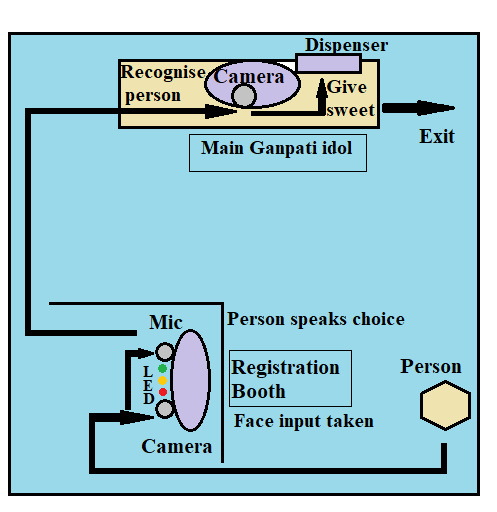 Dispenser
Recognise
person
Camera
Give
sweet
Exit
Main Ganpati idol
Mic
Person speaks choice
L
E
D
Registration
Booth
Person
Face input taken
Camera